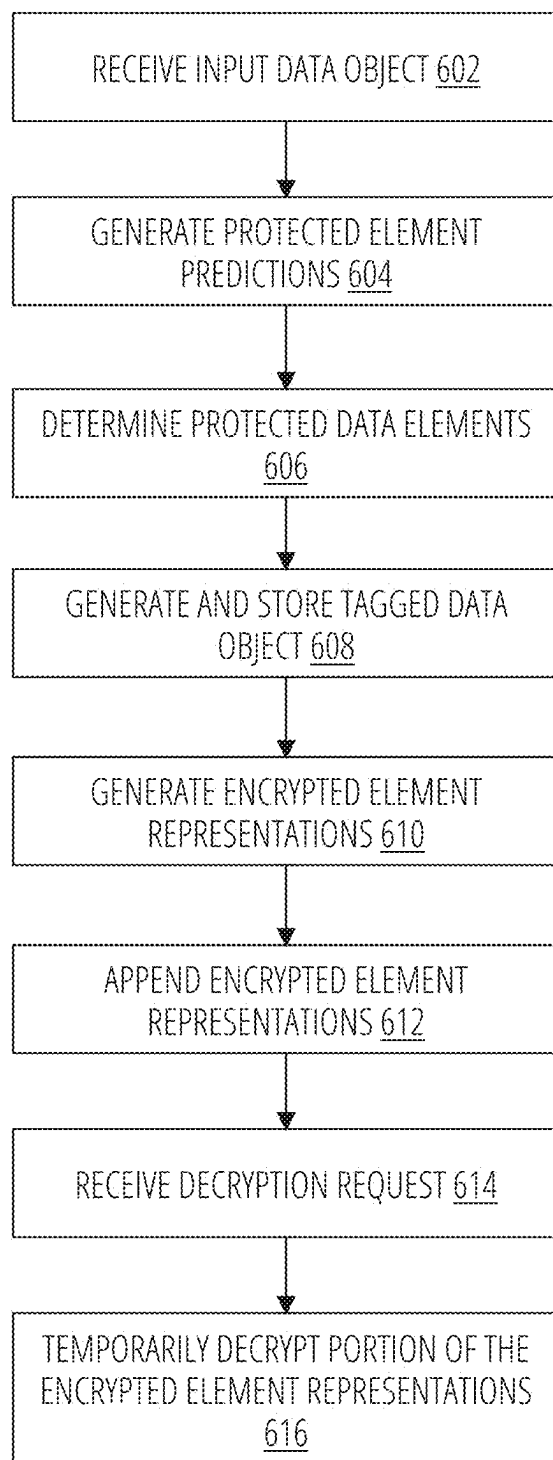 RECEIVE INPUT DATA OBJECT 602
GENERATE PROTECTED ELEMENT
PREDICTIONS 604
DETERMINE PROTECTED DATA ELEMENTS
606
GENERATE AND STORE TAGGED DATA
OBJECT 608
GENERATE ENCRYPTED ELEMENT
REPRESENTATIONS 610
APPEND ENCRYPTED ELEMENT
REPRESENTATIONS 612
RECEIVE DECRYPTION REQUEST 614
TEMPORARILY DECRYPT PORTION OF THE
ENCRYPTED ELEMENT REPRESENTATIONS
616